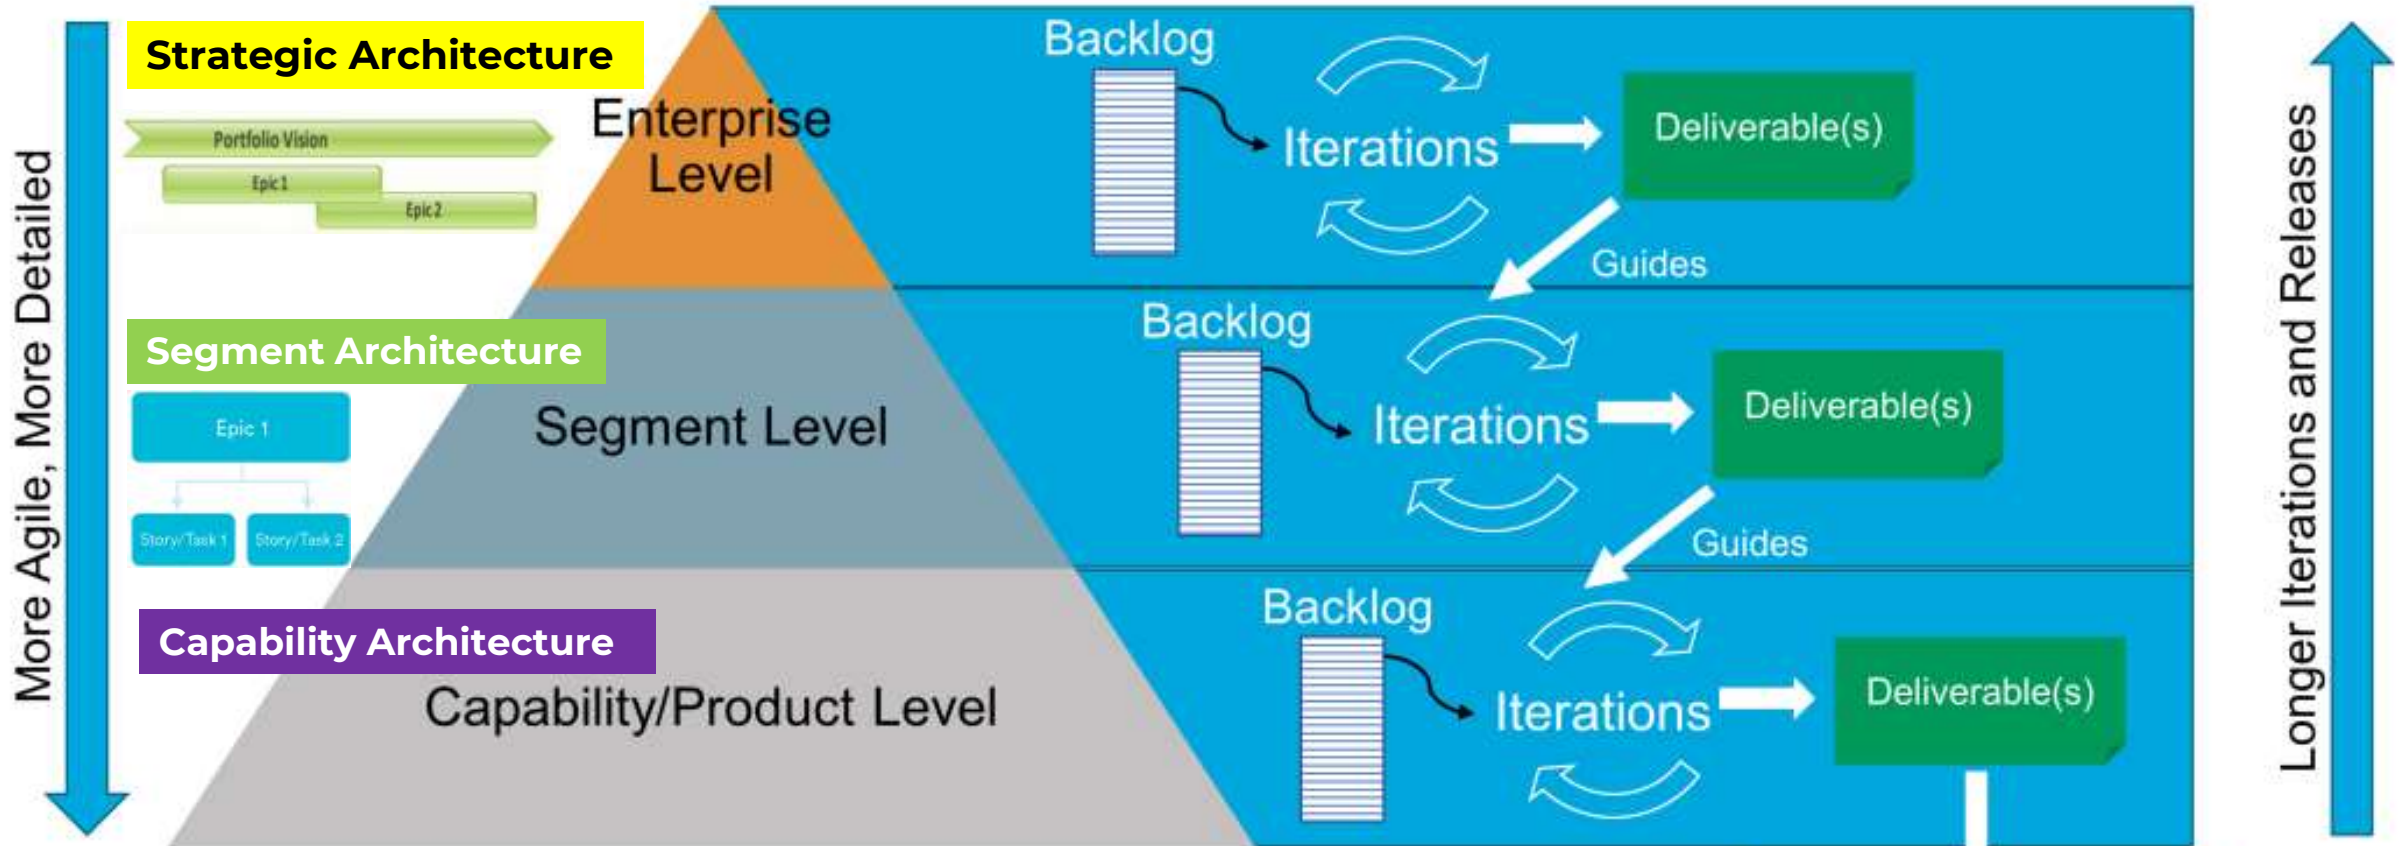 More Agile, More Detailed
Strategic Architecture
Portfolio Vision
Epic 1
Epic 2
Enterprise
Level
Backlog
Iterations
Deliverable(s)
Guides
Segment Architecture
Epic 1
Story/Task 1
Story/Task 2
Segment Level
Backlog
Iterations
Deliverable(s)
Guides
Capability Architecture
Capability/Product Level
Backlog
Iterations
Deliverable(s)
Longer Iterations and Releases